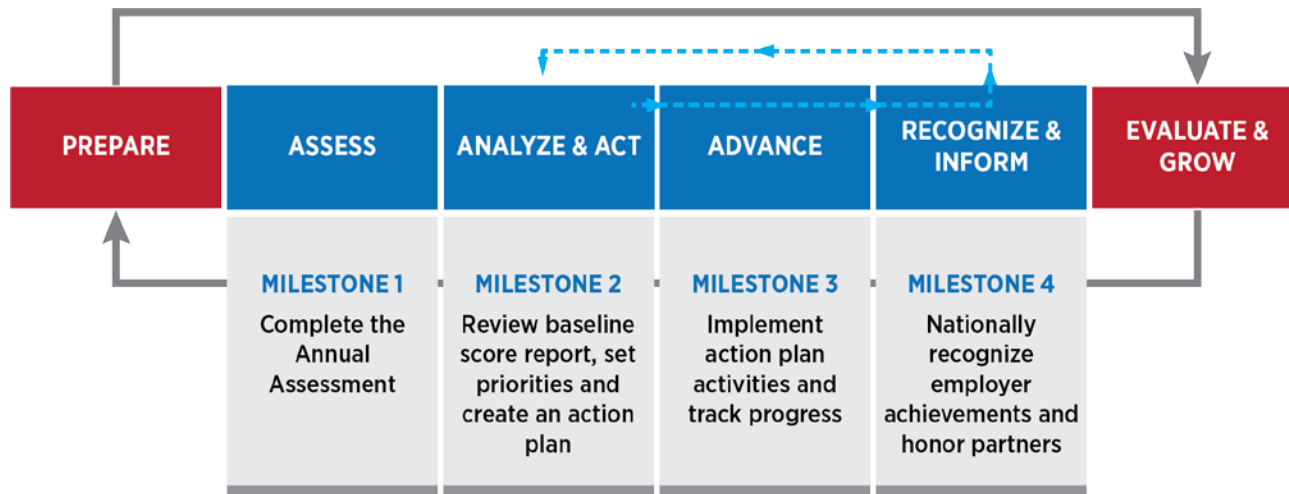 PREPARE
ASSESS
ANALYZE & ACT
ADVANCE
RECOGNIZE &
INFORM
EVALUATE &
GROW
MILESTONE 1
Complete the
Annual
Assessment
MILESTONE 2
Review baseline
score report, set
priorities and
create an action
plan
MILESTONE 3
Implement
action plan
activities and
track progress
MILESTONE 4
Nationally
recognize
employer
achievements and
honor partners